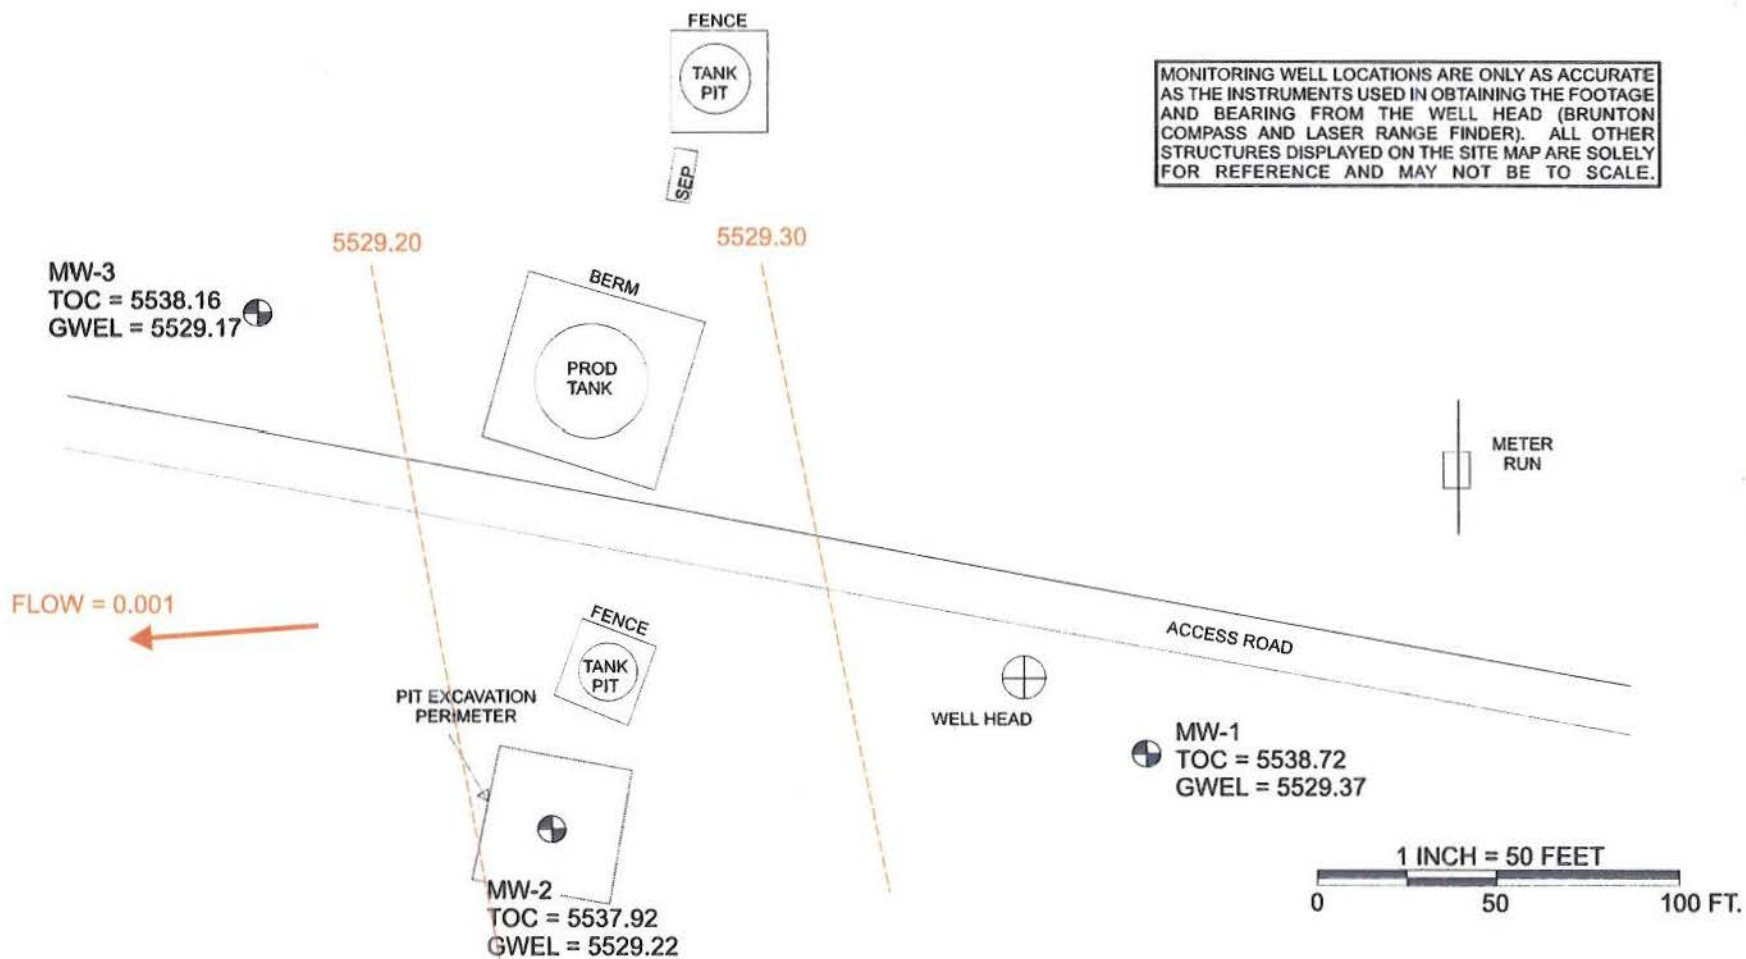 FENCE
TANK
PIT
SEP
MONITORING WELL LOCATIONS ARE ONLY AS ACCURATE
AS THE INSTRUMENTS USED IN OBTAINING THE FOOTAGE
AND BEARING FROM THE WELL HEAD (BRUNTON
COMPASS AND LASER RANGE FINDER). ALL OTHER
STRUCTURES DISPLAYED ON THE SITE MAP ARE SOLELY
FOR REFERENCE AND MAY NOT BE TO SCALE.
5529.20
5529.30
MW-3
TOC = 5538.16
GWEL = 5529.17
BERM
PROD
TANK
METER
RUN
FLOW = 0.001
FENCE
TANK
PIT
ACCESS ROAD
PIT EXCAVATION
PERIMETER
WELL HEAD
MW-1
TOC = 5538.72
GWEL = 5529.37
MW-2
TOC = 5537.92
GWEL = 5529.22
1 INCH = 50 FEET
0 50 100 FT.